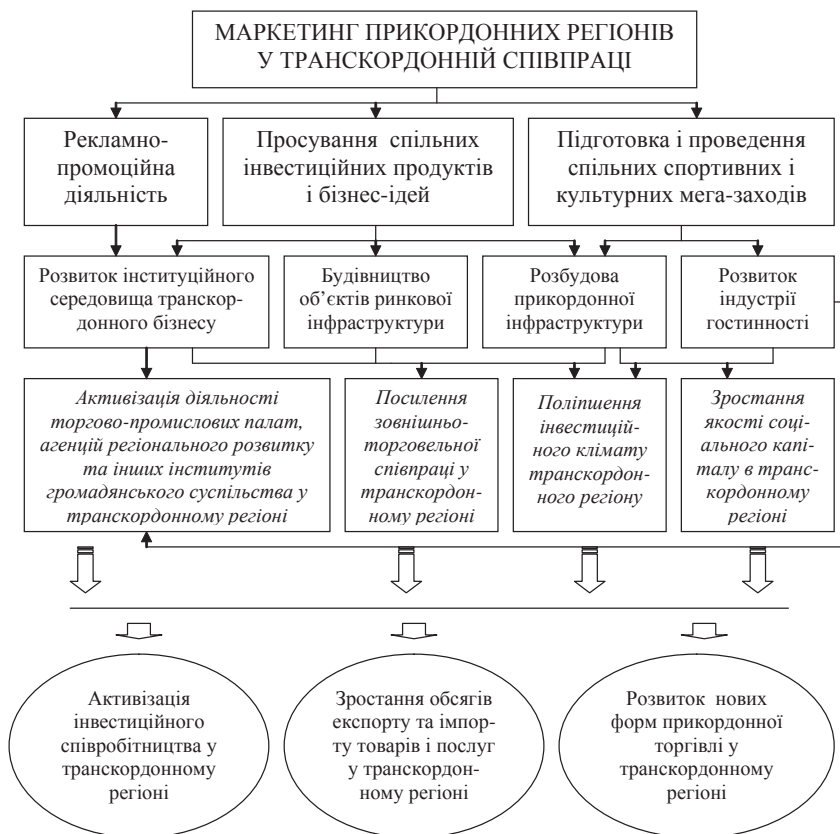 МАРКЕТИНГ ПРИКОРДОННИХ РЕГІОНІВ
У ТРАНСКОРДОННІЙ СПІВПРАЦІ
Рекламно-
промоційна
діяльність
Просування спільних
інвестиційних продуктів
і бізнес-ідей
Підготовка і проведення
спільних спортивних і
культурних мега-заходів
Розвиток інституційного
середовища транскор-
донного бізнесу
Будівництво
об’єктів ринкової
інфраструктури
Розбудова
прикордонної
інфраструктури
Розвиток
індустрії
гостинності
Активізація діяльності
торгово-промислових палат,
агенцій регіонального розвитку
та інших інститутів
громадянського суспільства у
транскордонному регіоні
Посилення
зовнішньо-
торговельної
співпраці у
транскордон-
ному регіоні
Поліпшення
інвестицій-
ного клімату
транскордон-
ного регіону
Зростання
якості соці-
ального капі-
талу в транс-
кордонному
регіоні
Активізація
інвестиційного
співробітництва у
транскордонному
регіоні
Зростання обсягів
експорту та імпор-
ту товарів і послуг
у транскордон-
ному регіоні
Розвиток нових
форм прикордонної
торгівлі у
транскордонному
регіоні